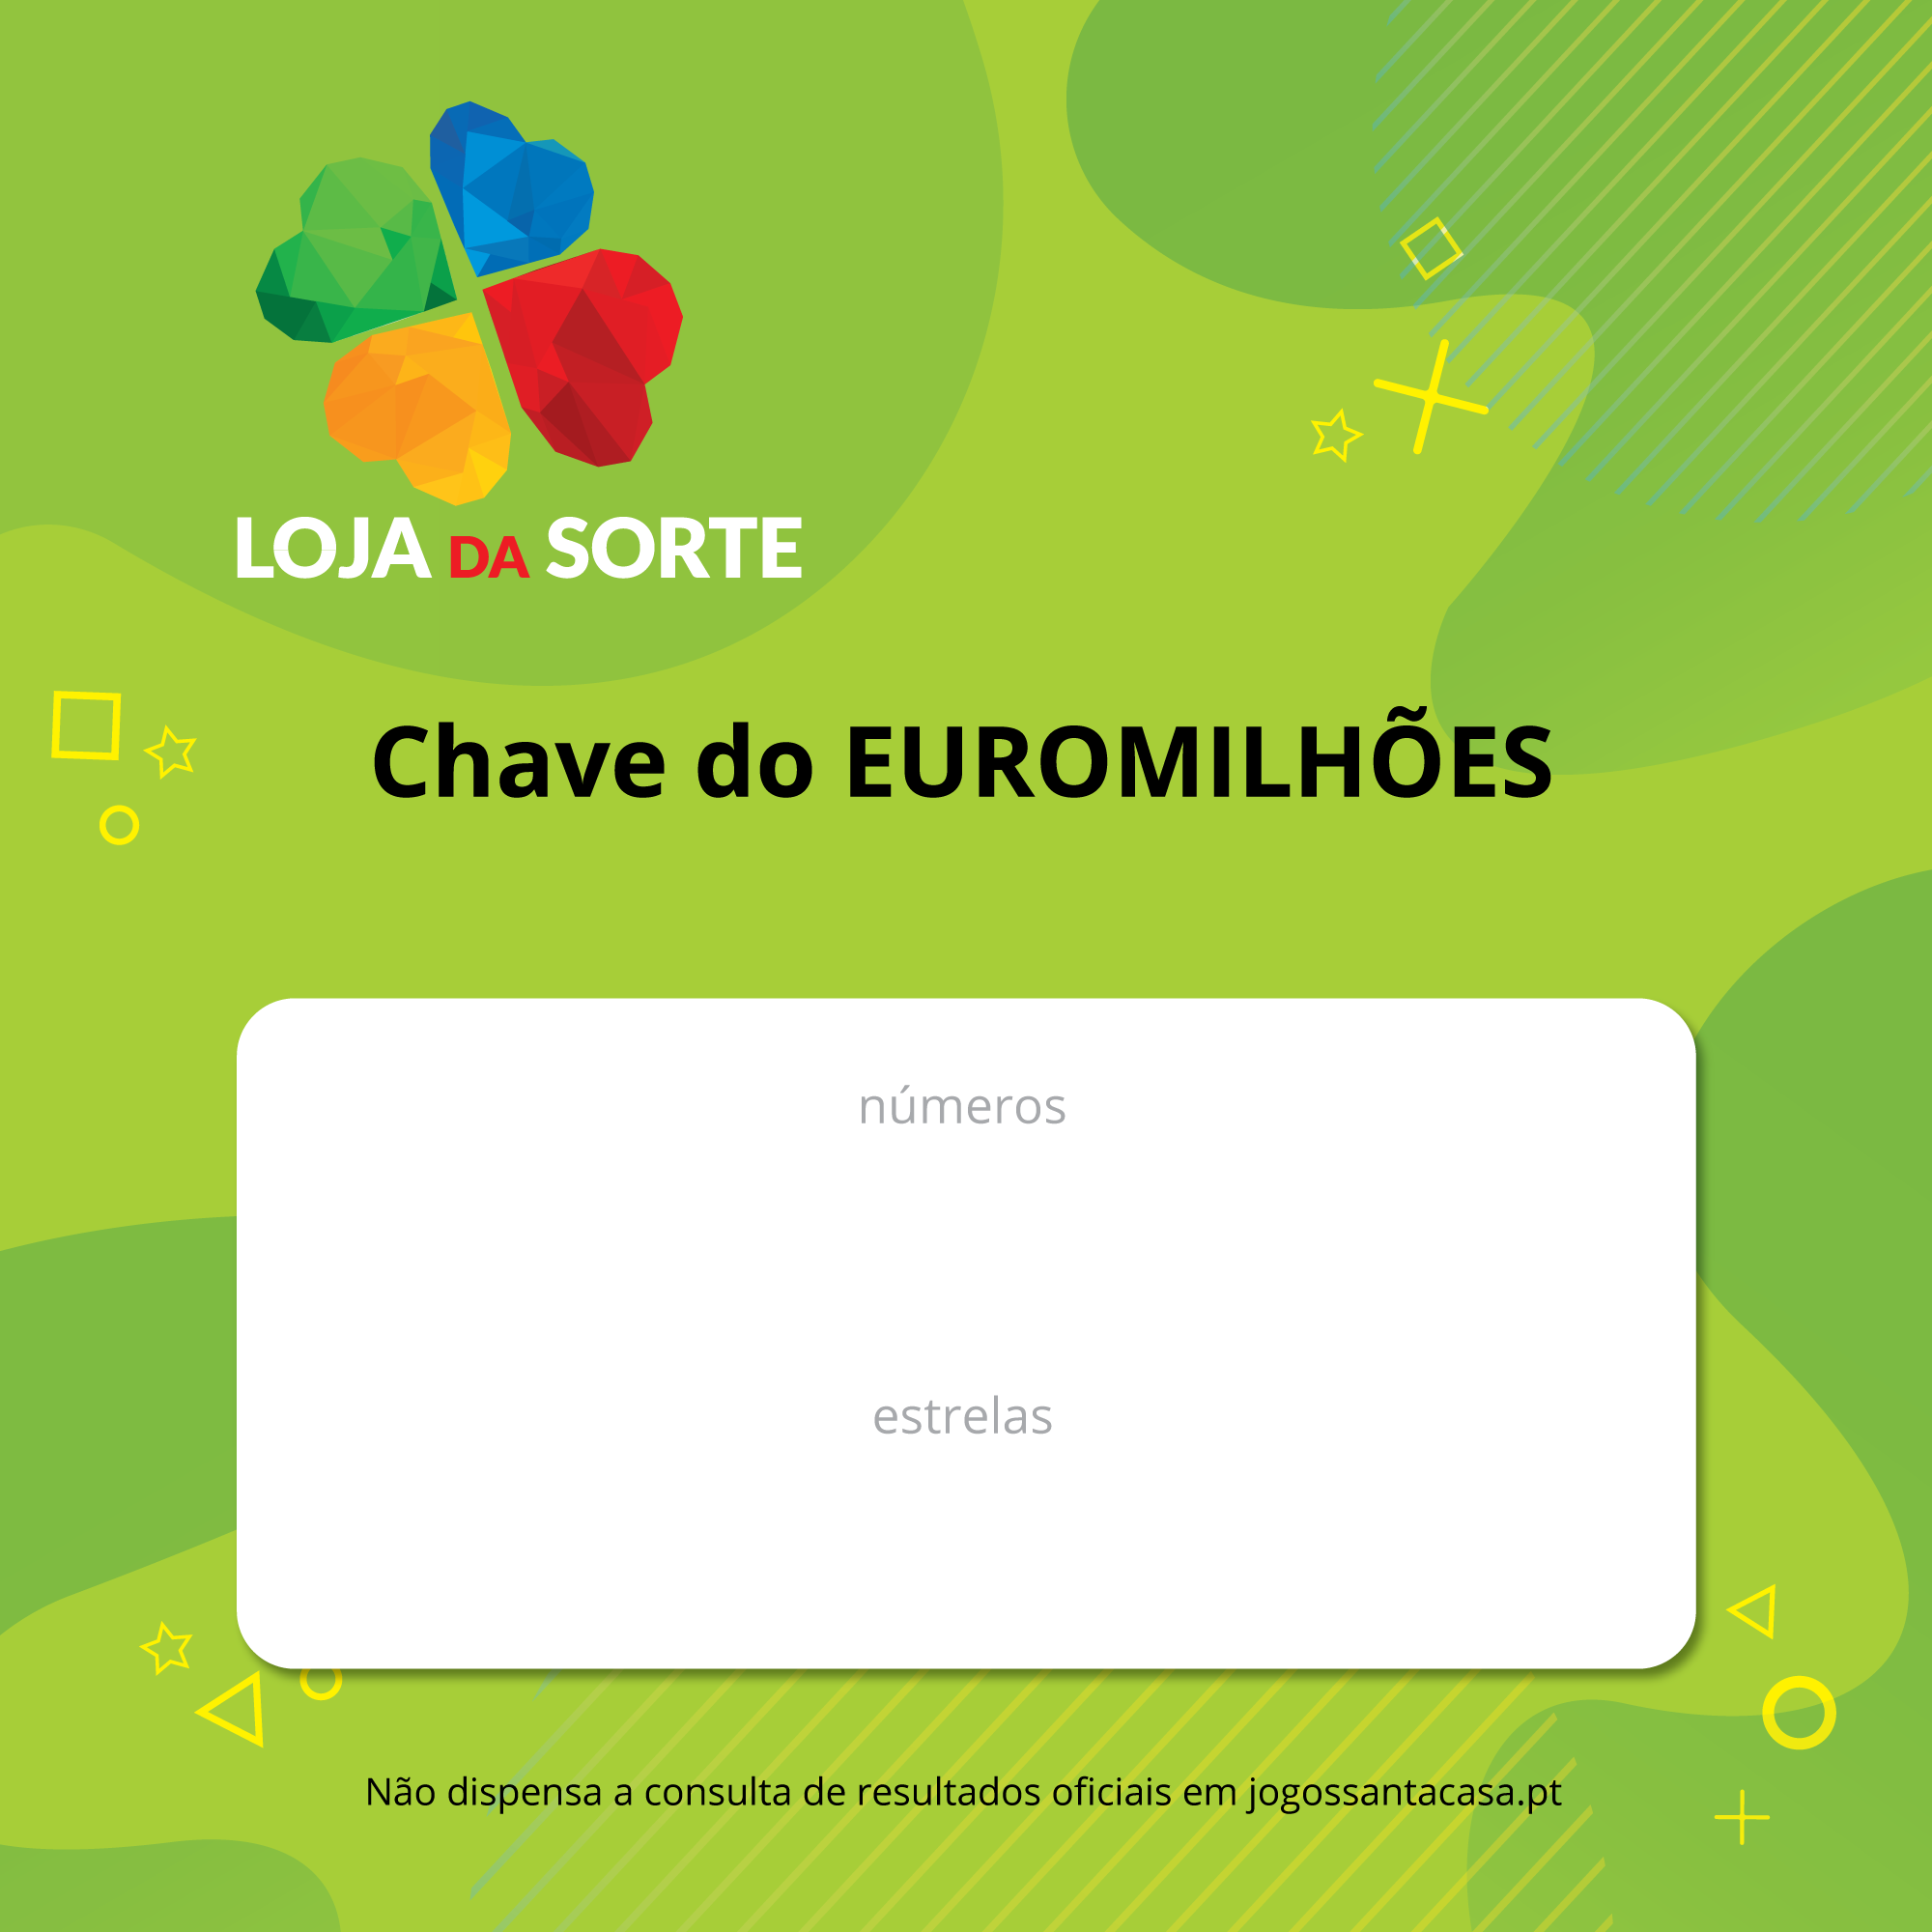 LOJA DA SORTE
Chave do EUROMILHÕES
números
estrelas
Não dispensa a consulta de resultados oficiais em jogossantacasa.pt